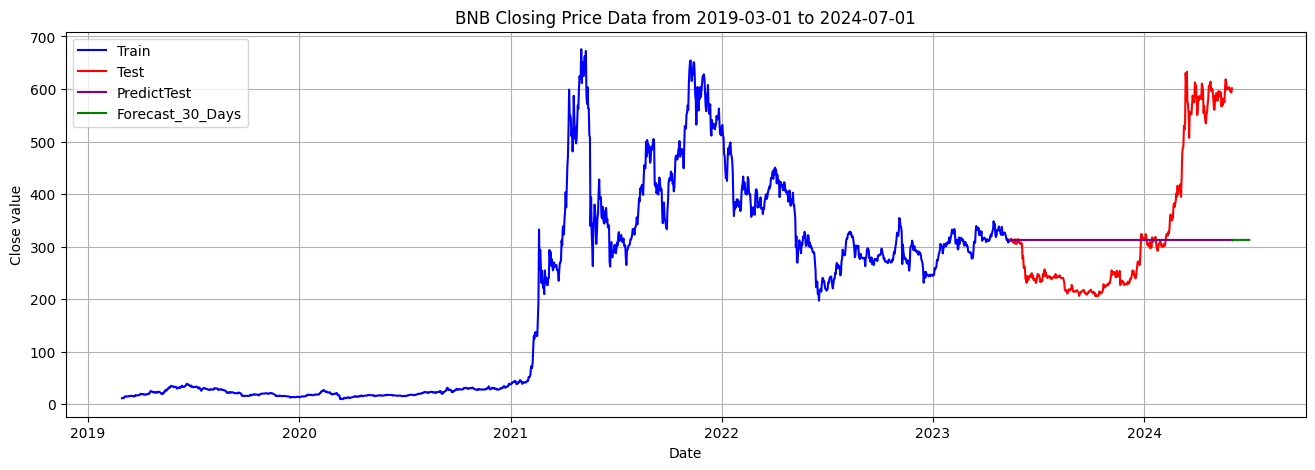 BNB Closing Price Data from 2019-03-01 to 2024-07-01
Train
Test
PredictTest
Forecast_30_Days
Close value
700
600
500
400
300
200
100
0
2019
2020
2021
2022
2023
2024
Date